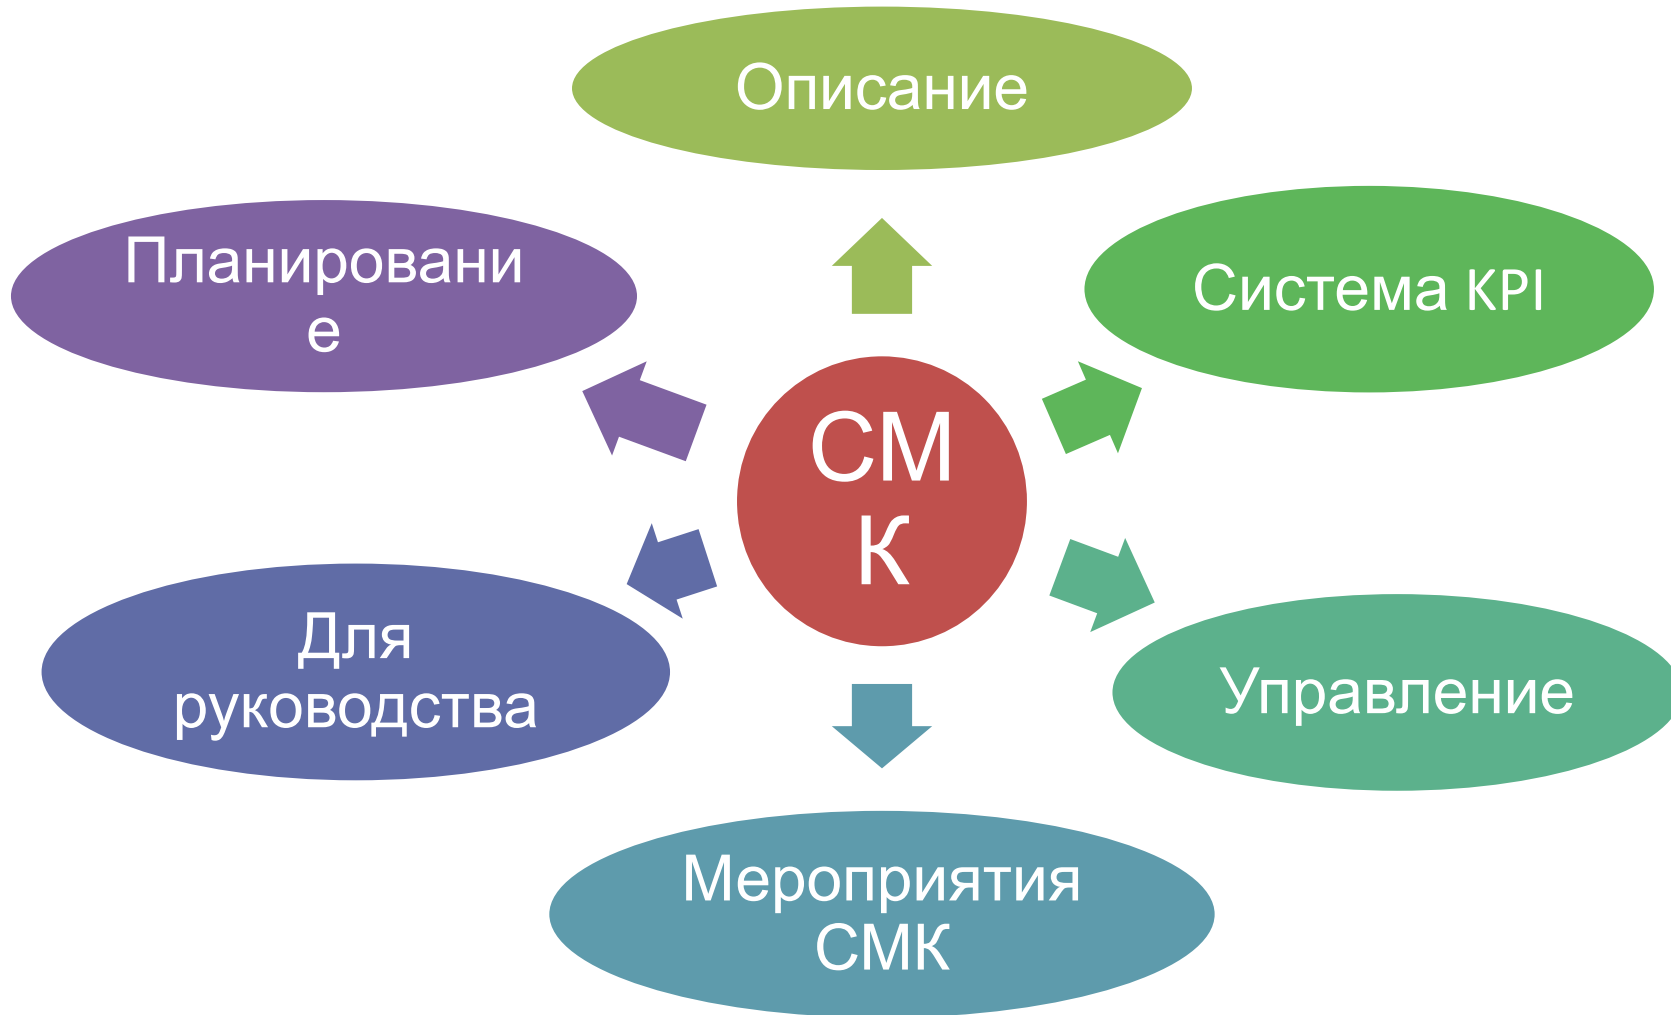 Описание
Планировани
е
Система KPI
СМ
К
Для
руководства
Управление
Мероприятия
СМК